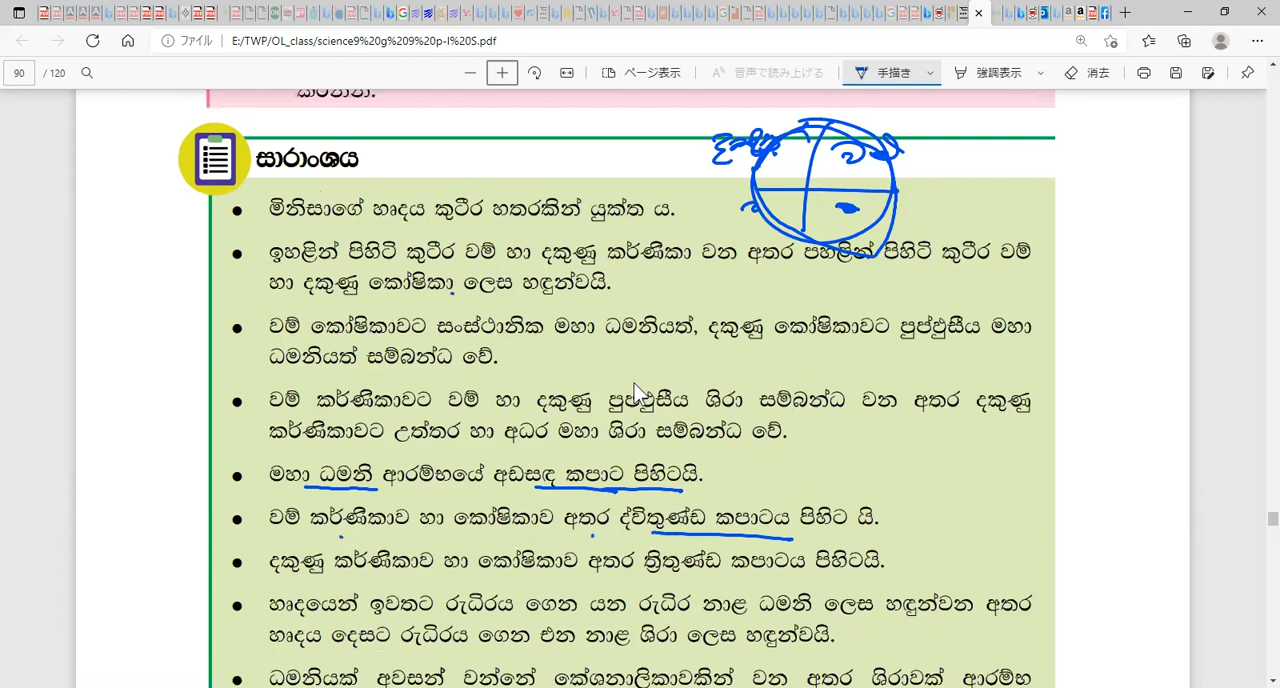 ファイル E:/TWP/OL_class/science9%20g%209%20p-I%20S.pdf
90 / 120 ページ表示 音声で読み上げる 手描き 強調表示 消去
කරන්න.
සාරාංශය
දකුණ වම
මිනිසාගේ හෘදය කුටීර හතරකින් යුක්ත ය.
ඉහළින් පිහිටි කුටීර වම් හා දකුණු කර්ණිකා වන අතර පහළින් පිහිටි කුටීර වම්
හා දකුණු කෝෂිකා ලෙස හඳුන්වයි.
වම් කෝෂිකාවට සංස්ථානික මහා ධමනියත්, දකුණු කෝෂිකාවට පුප්ඵුසීය මහා
ධමනියත් සම්බන්ධ වේ.
වම් කර්ණිකාවට වම් හා දකුණු පුප්ඵුසීය ශිරා සම්බන්ධ වන අතර දකුණු
කර්ණිකාවට උත්තර හා අධර මහා ශිරා සම්බන්ධ වේ.
මහා ධමනි ආරම්භයේ අඩසඳ කපාට පිහිටයි.
වම් කර්ණිකාව හා කෝෂිකාව අතර ද්විතුණ්ඩ කපාටය පිහිට යි.
දකුණු කර්ණිකාව හා කෝෂිකාව අතර ත්‍රිතුණ්ඩ කපාටය පිහිටයි.
හෘදයෙන් ඉවතට රුධිරය ගෙන යන රුධිර නාළ ධමනි ලෙස හඳුන්වන අතර
හෘදය දෙසට රුධිරය ගෙන එන නාළ ශිරා ලෙස හඳුන්වයි.
ධමනියක් අවසන් වන්නේ කේශනාලිකාවකින් වන අතර ශිරාවක් ආරම්භ